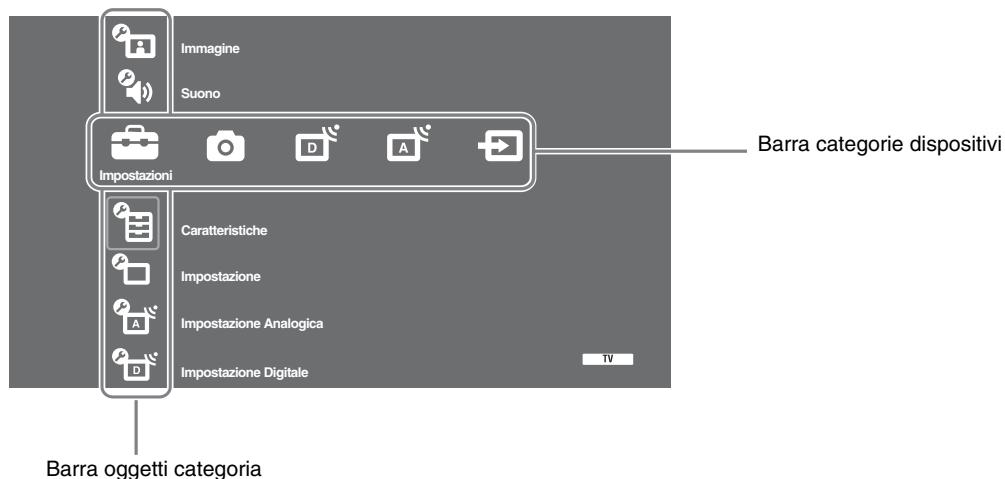 Immagine
Suono
D
A
Impostazioni
Barra categorie dispositivi
Caratteristiche
Impostazione
A
Impostazione Analogica
D
Impostazione Digitale
TV
Barra oggetti categoria